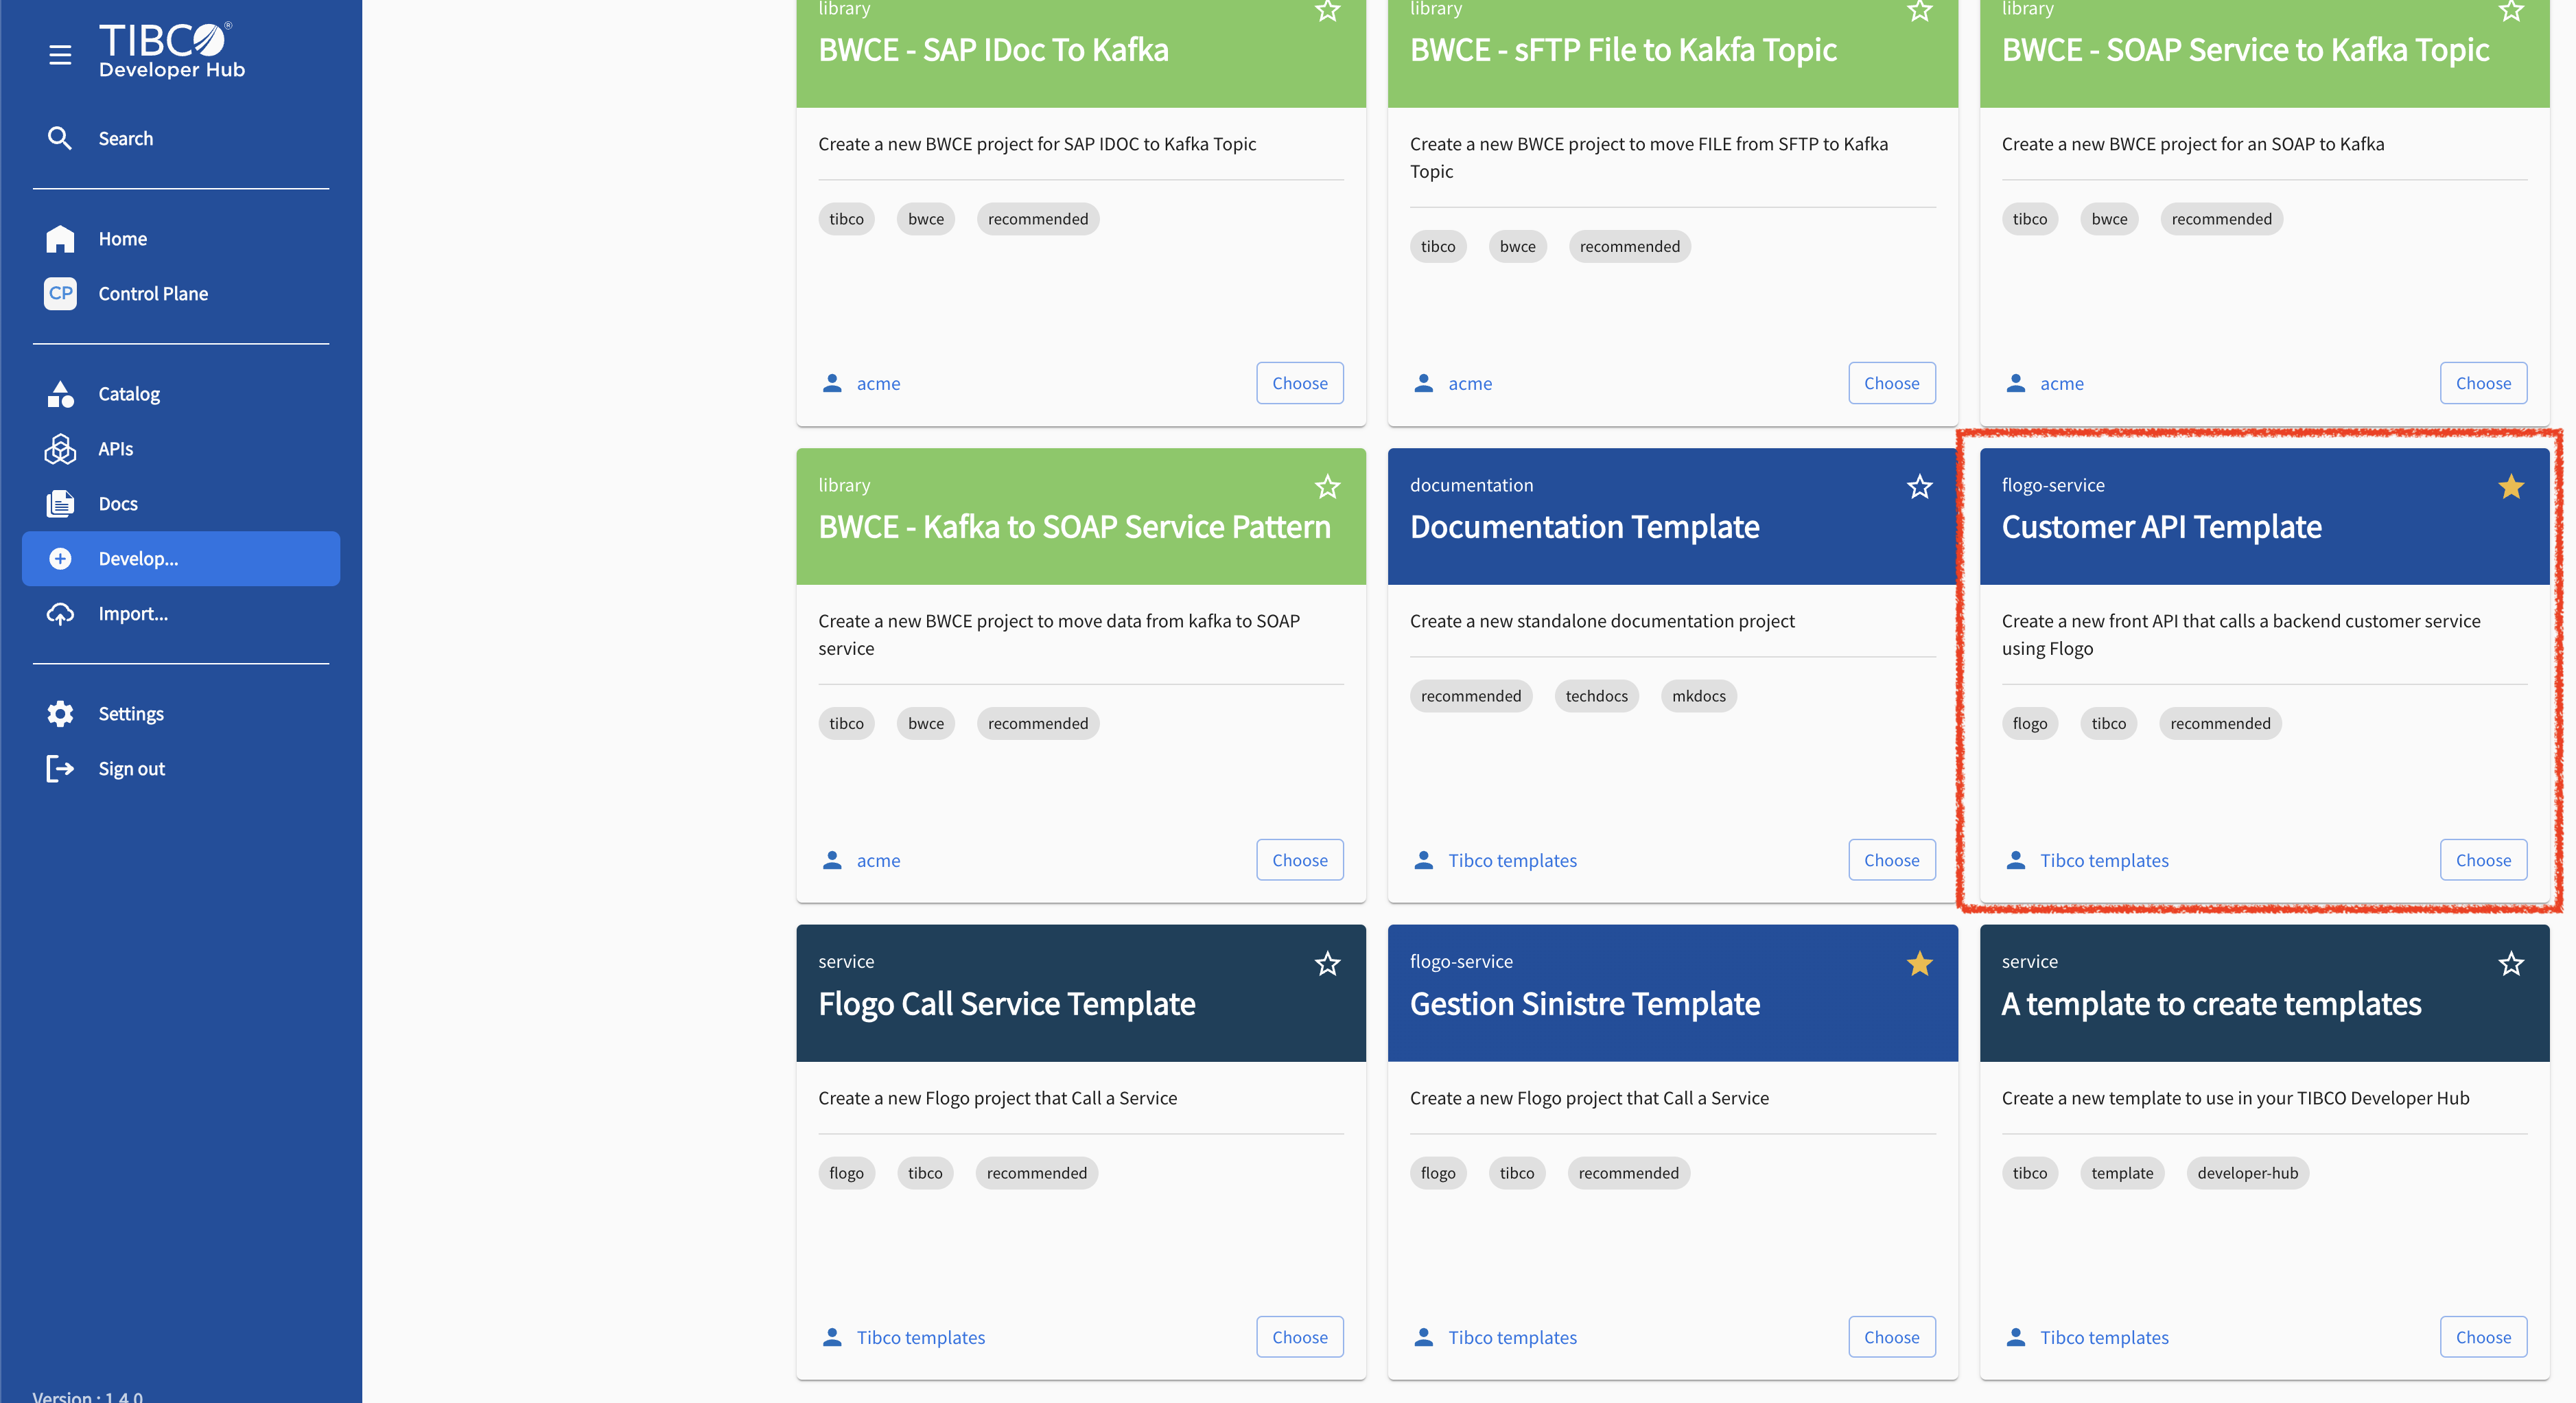 TIBCO®
Developer Hub
Search
Home
CP Control Plane
Catalog
APIs
Docs
Develop...
Import...
Settings
Sign out
Version : 1.4.0
library
BWCE - SAP IDoc To Kafka
Create a new BWCE project for SAP IDOC to Kafka Topic
tibco bwce recommended
acme Choose
library
BWCE - sFTP File to Kakfa Topic
Create a new BWCE project to move FILE from SFTP to Kafka
Topic
tibco bwce recommended
acme Choose
library
BWCE - SOAP Service to Kafka Topic
Create a new BWCE project for an SOAP to Kafka
tibco bwce recommended
acme Choose
library
BWCE - Kafka to SOAP Service Pattern
Create a new BWCE project to move data from kafka to SOAP
service
tibco bwce recommended
acme Choose
documentation
Documentation Template
Create a new standalone documentation project
recommended techdocs mkdocs
Tibco templates Choose
flogo-service
Customer API Template
Create a new front API that calls a backend customer service
using Flogo
flogo tibco recommended
Tibco templates Choose
service
Flogo Call Service Template
Create a new Flogo project that Call a Service
flogo tibco recommended
Tibco templates Choose
flogo-service
Gestion Sinistre Template
Create a new Flogo project that Call a Service
flogo tibco recommended
Tibco templates Choose
service
A template to create templates
Create a new template to use in your TIBCO Developer Hub
tibco template developer-hub
Tibco templates Choose